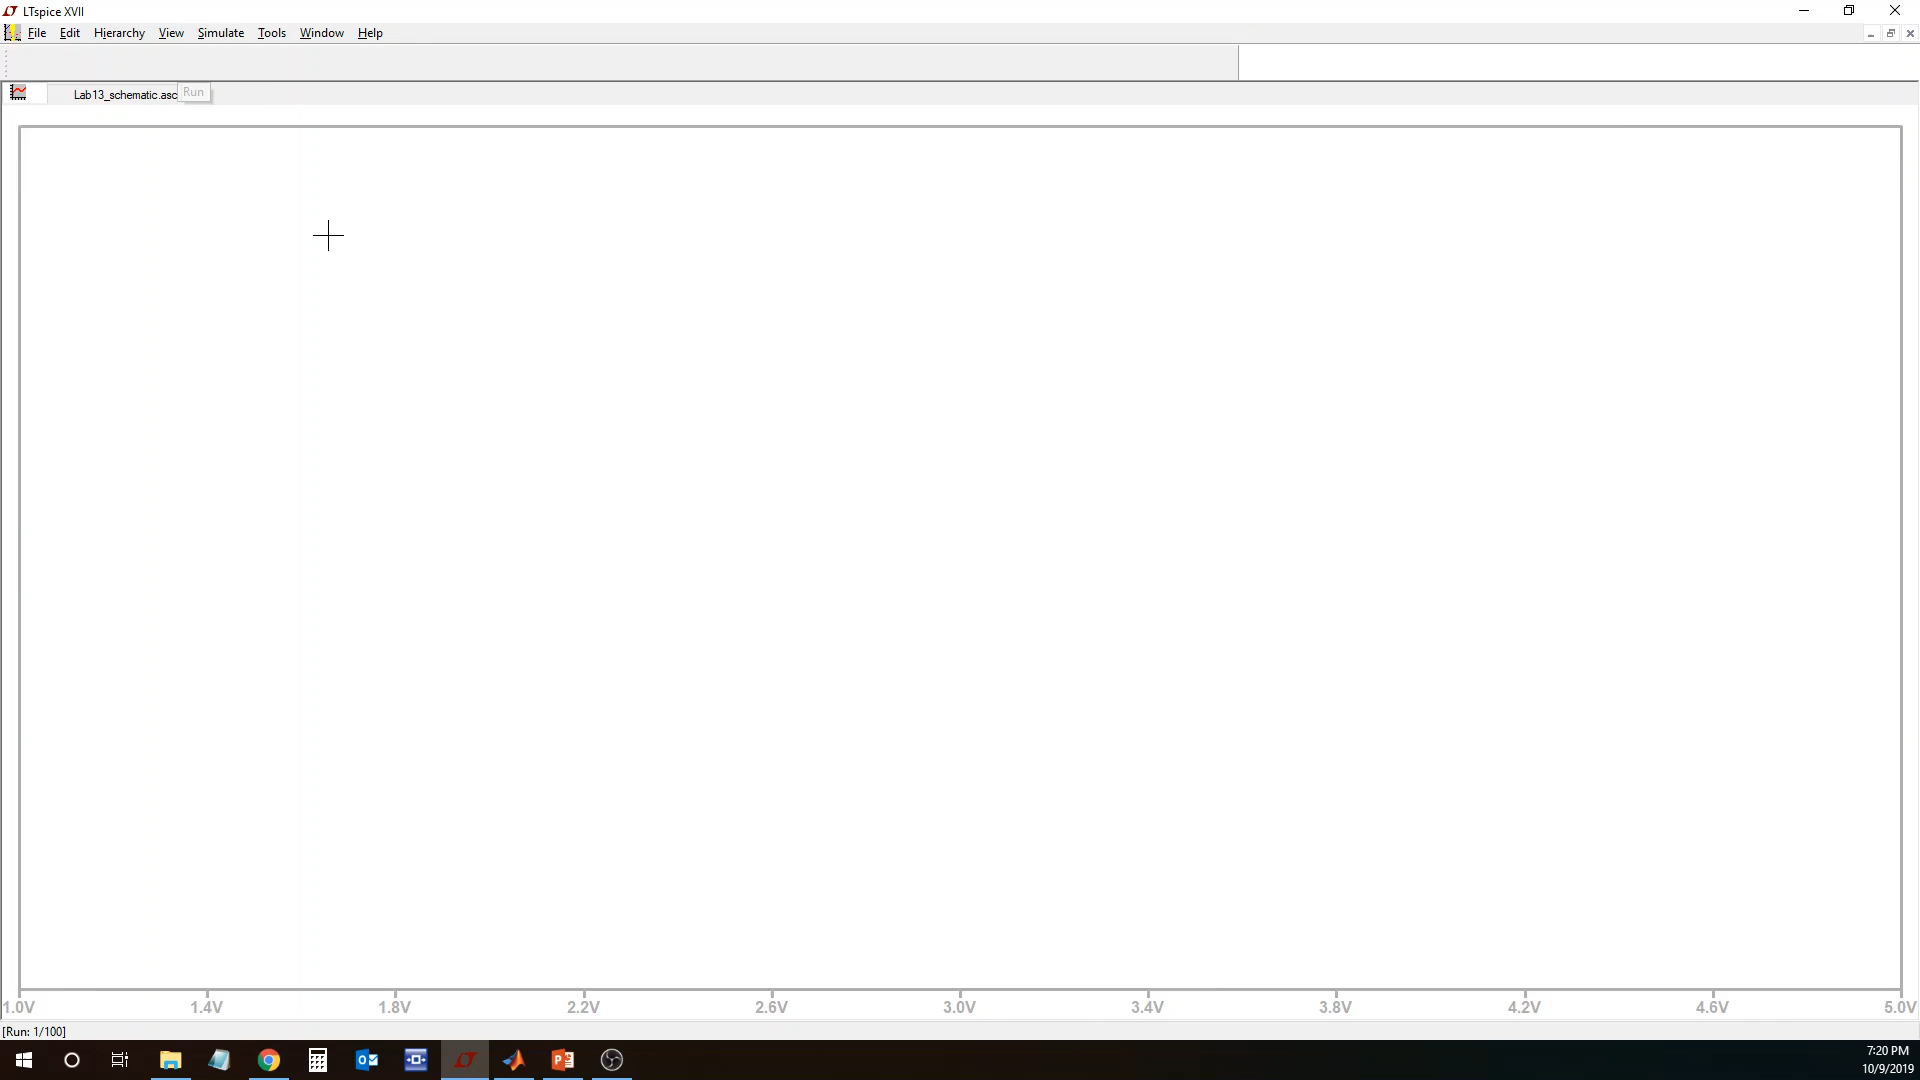 LTspice XVII
File Edit Hierarchy View Simulate Tools Window Help
Lab13_schematic.asc Run
1.0V 1.4V 1.8V 2.2V 2.6V 3.0V 3.4V 3.8V 4.2V 4.6V 5.0V
[Run: 1/100]
7:20 PM
10/9/2019